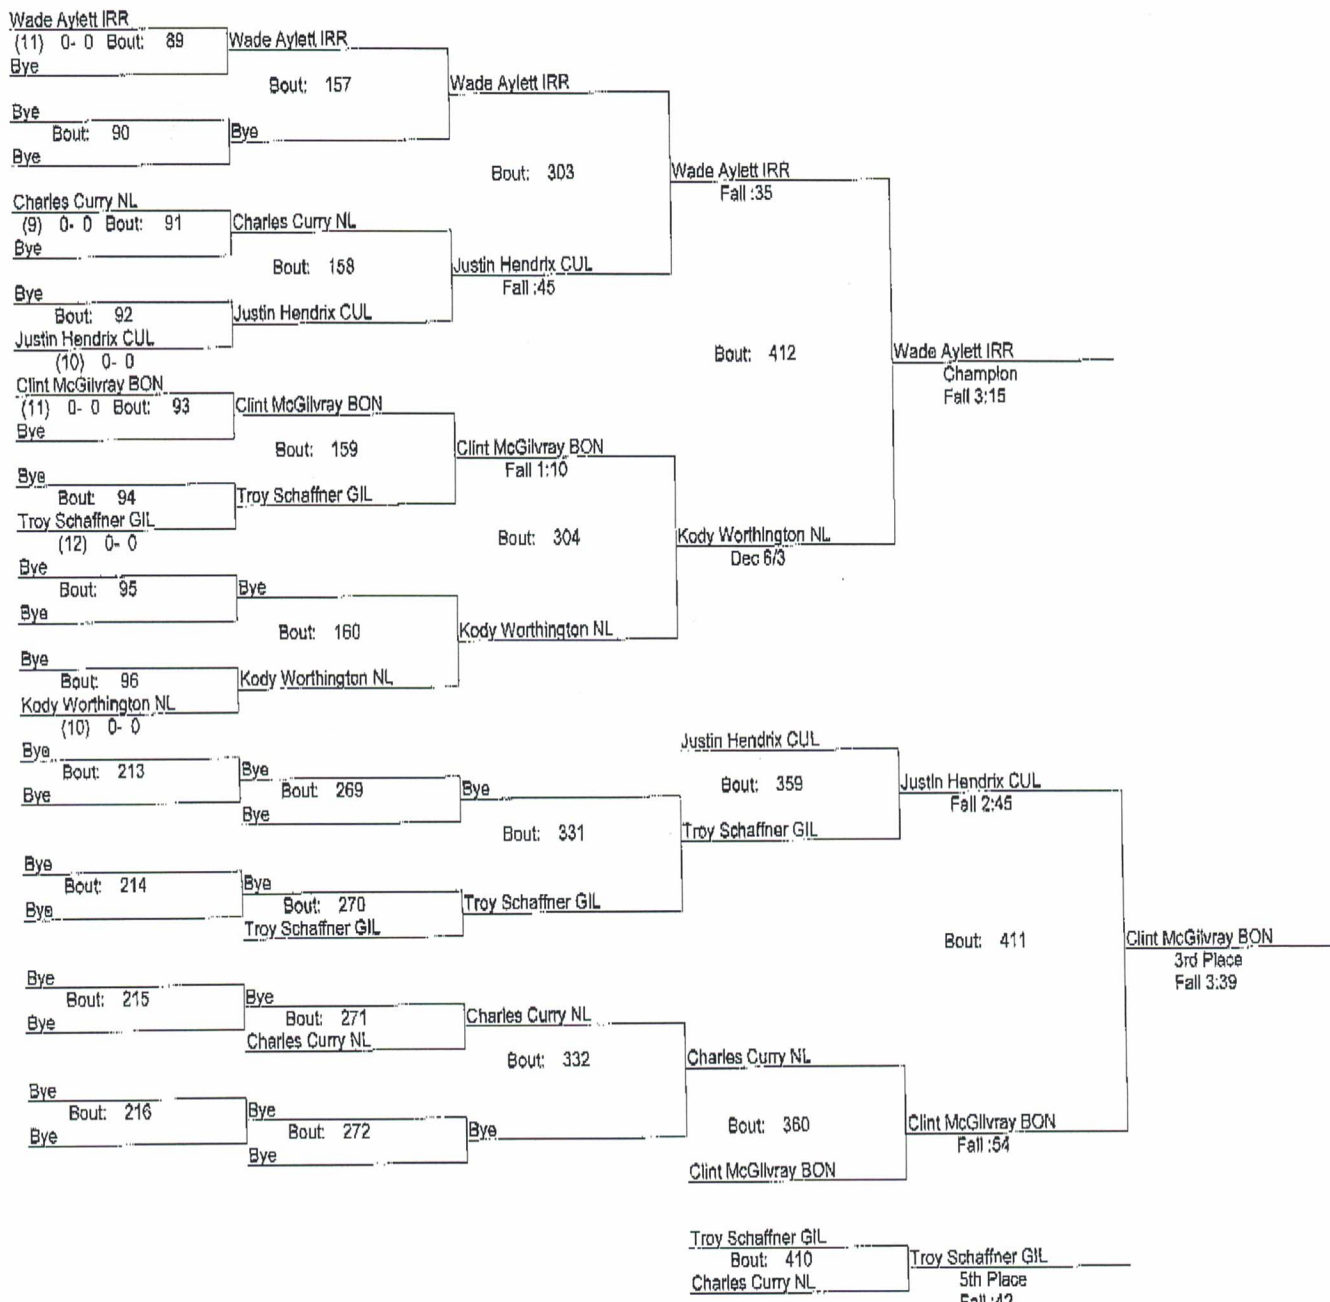 Wade Aylett IRR
(11) 0- 0 Bout: 89
Bye
Wade Aylett IRR
Bout: 157
Bye
Bout: 90
Bye
Bye
Wade Aylett IRR
Bout: 303
Charles Curry NL
(9) 0- 0 Bout: 91
Bye
Charles Curry NL
Bout: 158
Bye
Bout: 92
Justin Hendrix CUL
(10) 0- 0
Justin Hendrix CUL
Justin Hendrix CUL
Fall :45
Wade Aylett IRR
Fall :35
Bout: 412
Wade Aylett IRR
Champion
Fall 3:15
Clint McGilvray BON
(11) 0- 0 Bout: 93
Bye
Clint McGilvray BON
Bout: 159
Bye
Bout: 94
Troy Schaffner GIL
(12) 0- 0
Troy Schaffner GIL
Clint McGilvray BON
Fall 1:10
Bout: 304
Bye
Bout: 95
Bye
Bye
Bout: 160
Bye
Bout: 96
Kody Worthington NL
(10) 0- 0
Kody Worthington NL
Kody Worthington NL
Kody Worthington NL
Dec 6/3
Bye
Bout: 213
Bye
Bye
Bout: 269
Bye
Bye
Bout: 331
Bye
Bout: 214
Bye
Bye
Bout: 270
Troy Schaffner GIL
Troy Schaffner GIL
Justin Hendrix CUL
Bout: 359
Troy Schaffner GIL
Justin Hendrix CUL
Fall 2:45
Bout: 411
Clint McGilvray BON
3rd Place
Fall 3:39
Bye
Bout: 215
Bye
Bye
Bout: 271
Charles Curry NL
Charles Curry NL
Bout: 332
Bye
Bout: 216
Bye
Bye
Bout: 272
Bye
Bye
Charles Curry NL
Bout: 360
Clint McGilvray BON
Clint McGilvray BON
Fall :54
Troy Schaffner GIL
Bout: 410
Charles Curry NL
Troy Schaffner GIL
5th Place
Fall :42